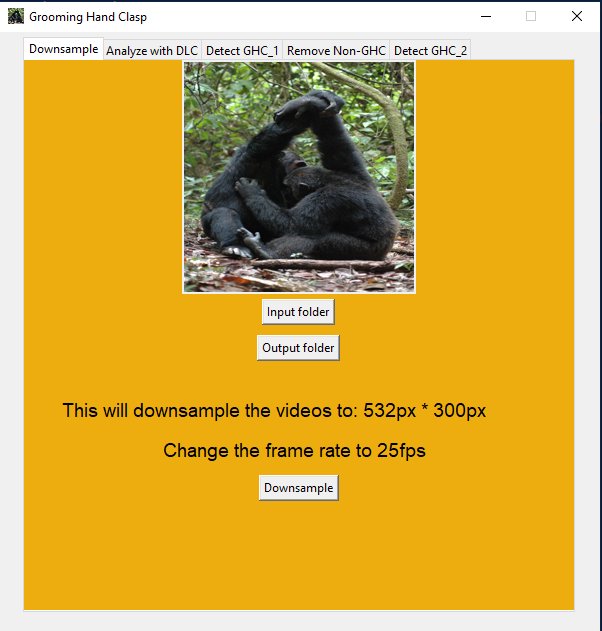 Grooming Hand Clasp
Downsample Analyze with DLC Detect GHC_1 Remove Non-GHC Detect GHC_2
Input folder
Output folder
This will downsample the videos to: 532px * 300px
Change the frame rate to 25fps
Downsample